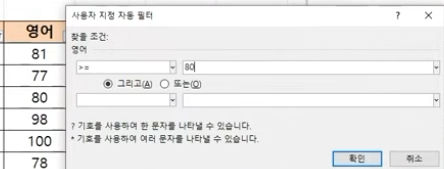 사용자 지정 자동 필터 ? ×
찾을 조건:
영어
>= 80
그리고(A) 또는(O)
? 기호를 사용하여 한 문자를 나타낼 수 있습니다.
* 기호를 사용하여 여러 문자를 나타낼 수 있습니다.
확인 취소
영어
81
77
80
98
100
78